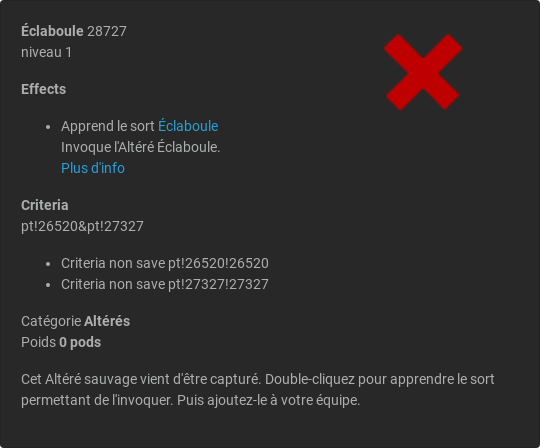 Éclaboule 28727
niveau 1
Effects
• Apprend le sort Éclaboule
Invoque l'Altéré Éclaboule.
Plus d'info
Criteria
pt!26520&pt!27327
• Criteria non save pt!26520!26520
• Criteria non save pt!27327!27327
Catégorie Altérés
Poids 0 pods
Cet Altéré sauvage vient d'être capturé. Double-cliquez pour apprendre le sort
permettant de l'invoquer. Puis ajoutez-le à votre équipe.